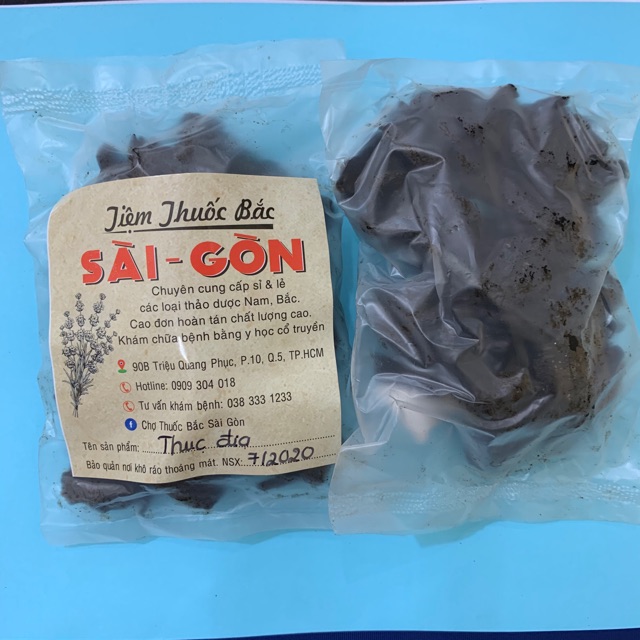 Tiệm Thuốc Bắc
SÀI-GÒN
Chuyên cung cấp sỉ & lẻ
các loại thảo dược Nam, Bắc.
Cao đơn hoàn tán chất lượng cao.
Khám chữa bệnh bằng y học cổ truyền
90B Triệu Quang Phục, P.10, Q.5, TP.HCM
Hotline: 0909 304 018
Tư vấn khám bệnh: 038 333 1233
Chợ Thuốc Bắc Sài Gòn
Tên sản phẩm: Thục địa
Bảo quản nơi khô ráo thoáng mát. NSX: 7/2020